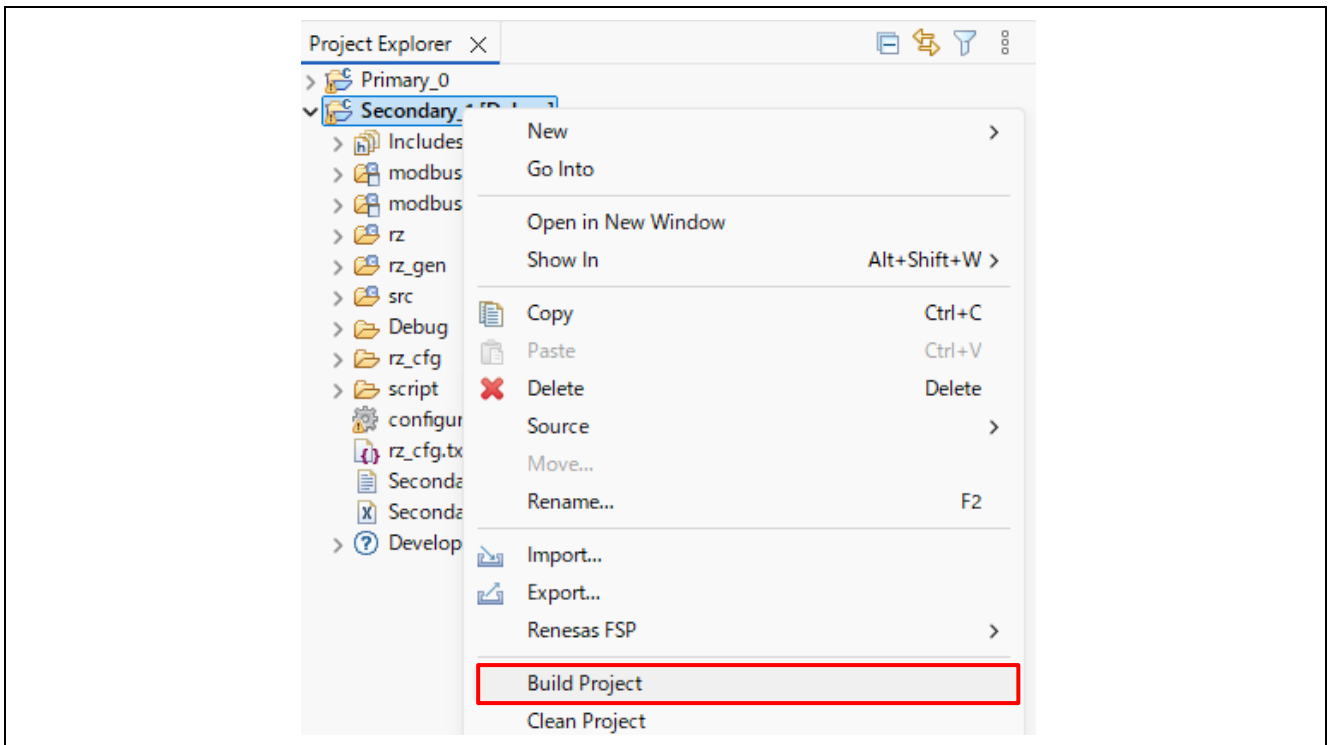 Project Explorer
Primary_0
Secondary_
Includes
modbus
modbus
rz
rz_gen
src
Debug
rz_cfg
script
configur
rz_cfg.tx
Seconda
Seconda
Develop
New
Go Into
Open in New Window
Show In Alt+Shift+W
Copy Ctrl+C
Paste Ctrl+V
Delete Delete
Source
Move...
Rename... F2
Import...
Export...
Renesas FSP
Build Project
Clean Project